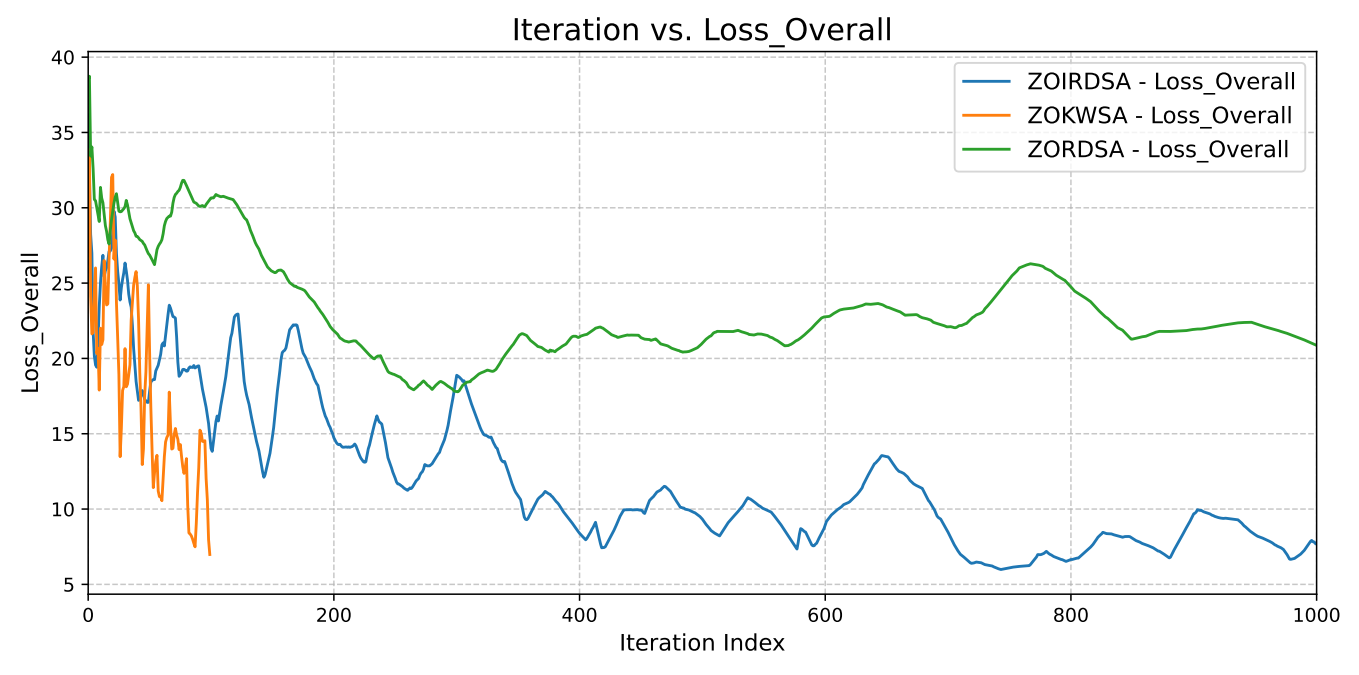 Iteration vs. Loss_Overall
ZOIRDSA - Loss_Overall
ZOKWSA - Loss_Overall
ZORDSA - Loss_Overall
Loss_Overall
40
35
30
25
20
15
10
5
0 200 400 600 800 1000
Iteration Index